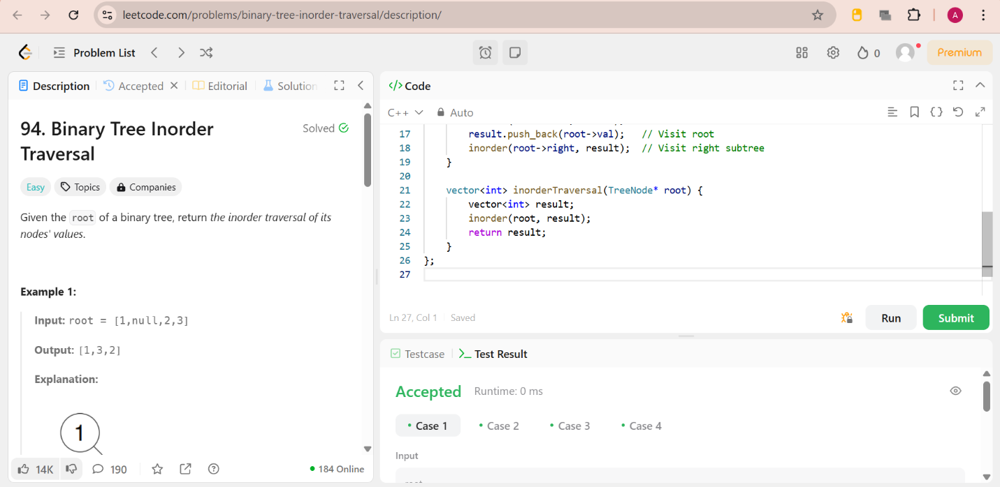 leetcode.com/problems/binary-tree-inorder-traversal/description/
A
Problem List
0
Premium
Description
Accepted
Editorial
Solution
94. Binary Tree Inorder
Traversal
Solved
Easy
Topics
Companies
Given the root of a binary tree, return the inorder traversal of its
nodes' values.
Example 1:
Input: root = [1,null,2,3]
Output: [1,3,2]
Explanation:
1
14K
190
184 Online
</> Code
C++
Auto
17 result.push_back(root->val); // Visit root
18 inorder(root->right, result); // Visit right subtree
19 }
20
21 vector<int> inorderTraversal(TreeNode* root) {
22 vector<int> result;
23 inorder(root, result);
24 return result;
25 }
26 };
27
Ln 27, Col 1
Saved
Run
Submit
Testcase
Test Result
Accepted
Runtime: 0 ms
Case 1
Case 2
Case 3
Case 4
Input